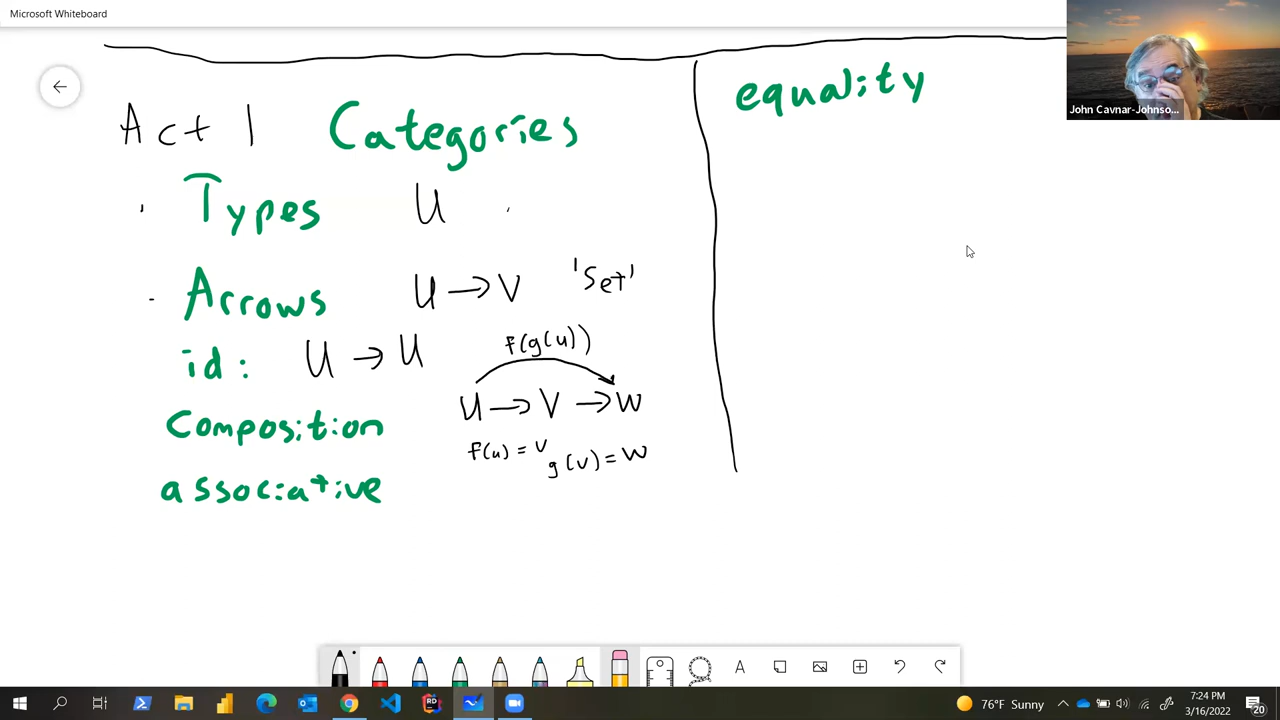 Microsoft Whiteboard
Act 1 Categories
Types U
Arrows U → V 'Set'
id: U → U
f(g(u))
Composition U → V → W
f(u) = v g(v) = W
associative
equality
John Cavnar-Johnso...
A
76°F Sunny
7:24 PM
3/16/2022
RD
20